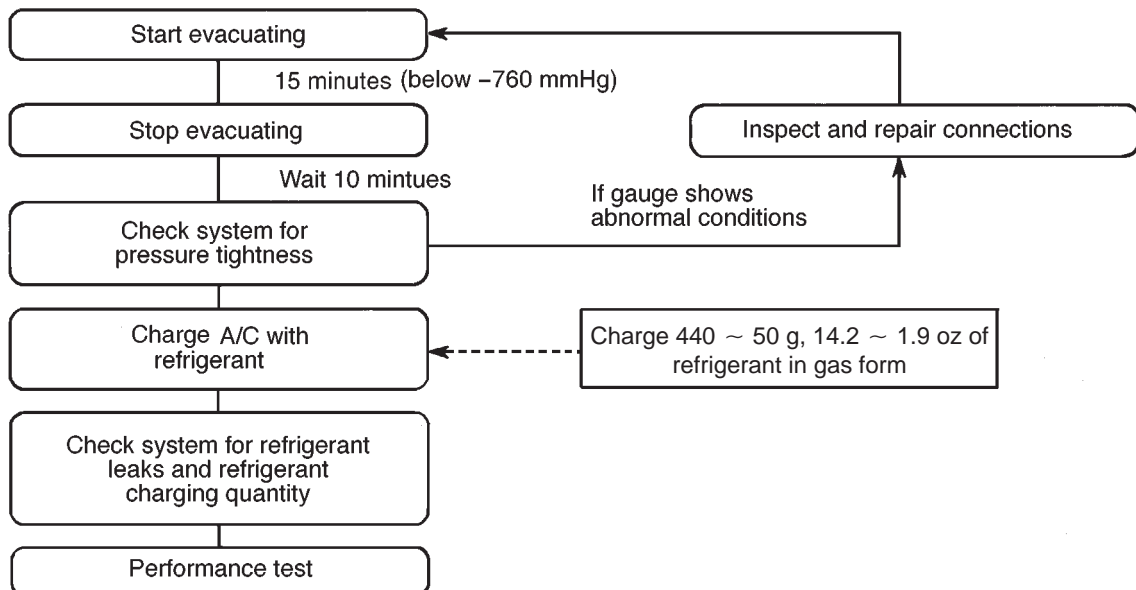 Start evacuating
15 minutes (below –760 mmHg)
Stop evacuating
Inspect and repair connections
Wait 10 mintues
If gauge shows
abnormal conditions
Check system for
pressure tightness
Charge A/C with
refrigerant
Charge 440 ~ 50 g, 14.2 ~ 1.9 oz of
refrigerant in gas form
Check system for refrigerant
leaks and refrigerant
charging quantity
Performance test